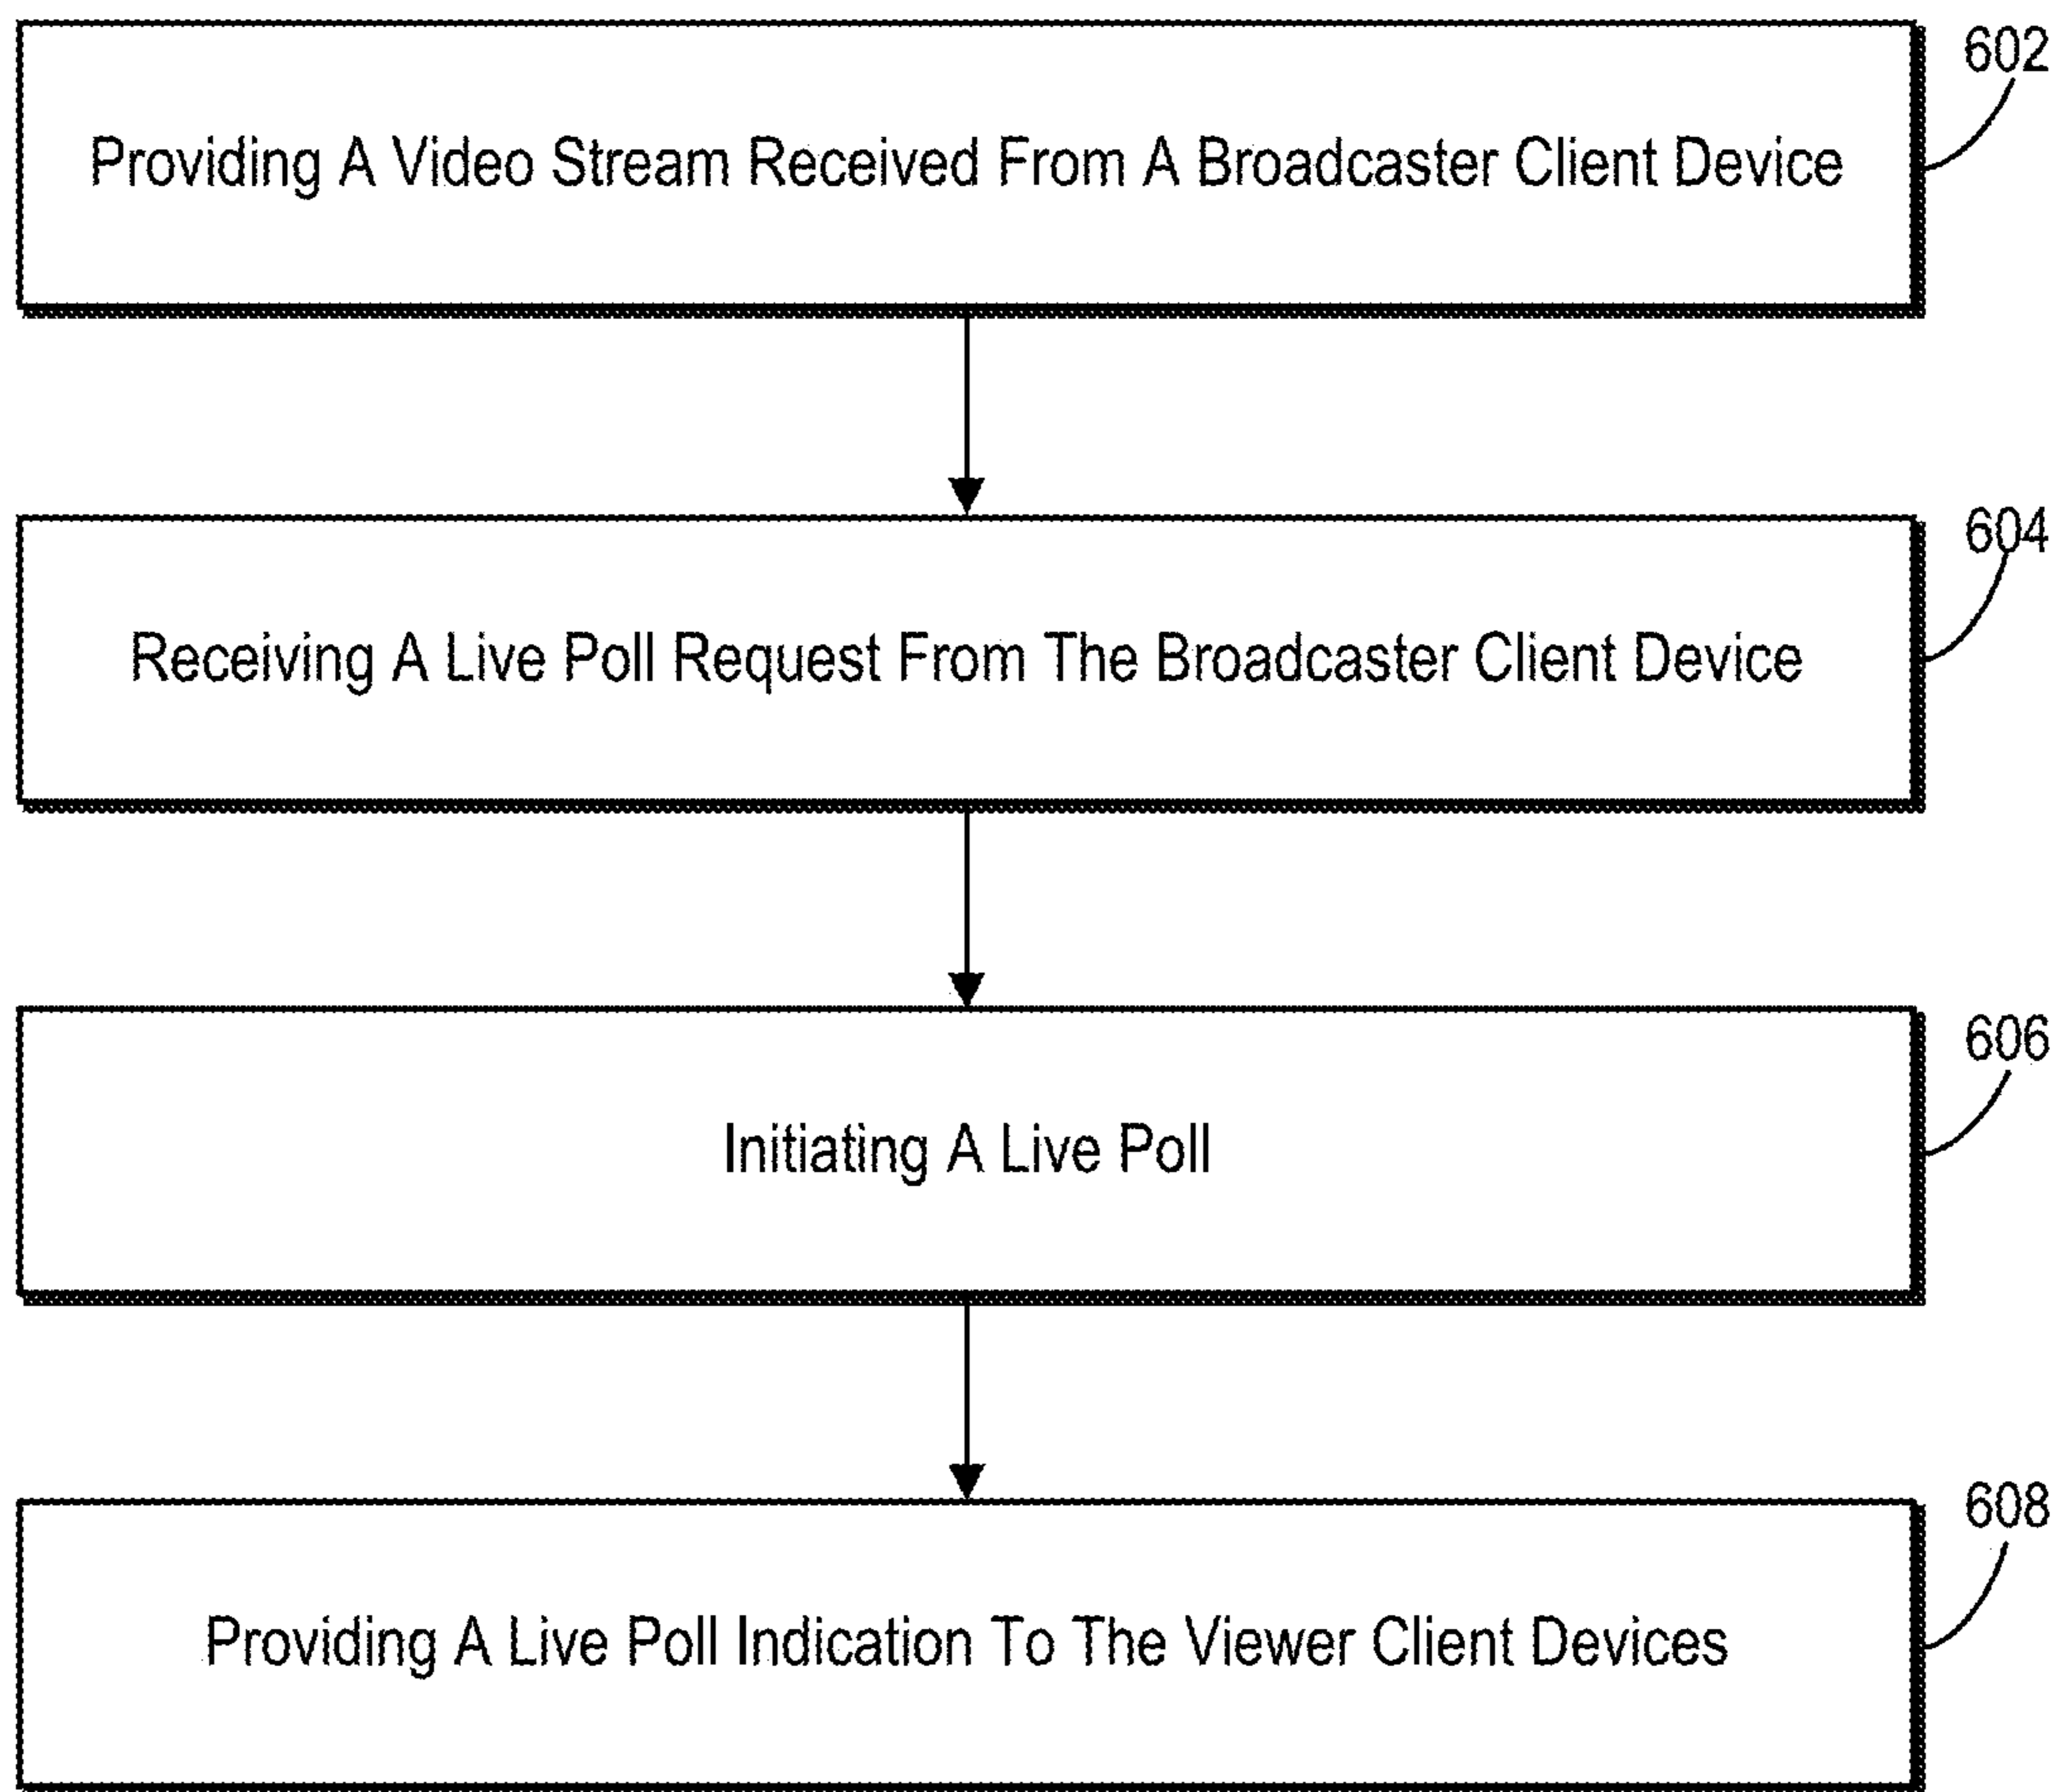 602
Providing A Video Stream Received From A Broadcaster Client Device
604
Receiving A Live Poll Request From The Broadcaster Client Device
606
Initiating A Live Poll
608
Providing A Live Poll Indication To The Viewer Client Devices